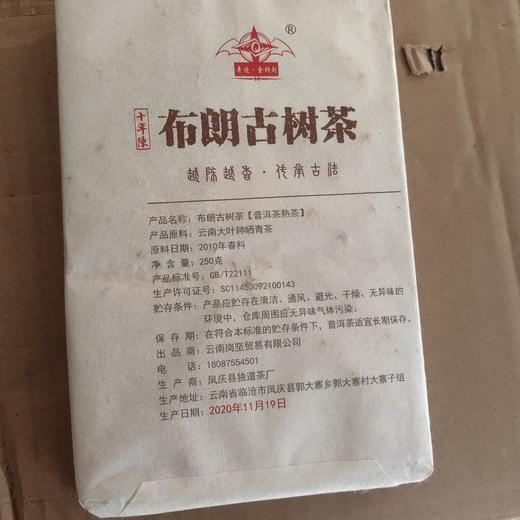 ®
Q
十年陳
布朗古树茶
越陈越香·传承古法
产品名称：布朗古树茶【普洱茶熟茶】
产品原料：云南大叶种晒青茶
原料日期：2010年春料
净 含 量：250克
产品标准号：GB/T22111
生产许可证号：SC11453092100143
贮存条件：产品应贮存在清洁、通风、避光、干燥、无异味的
环境中，仓库周围应无异味气体污染。
保 存 期：在符合本标准的贮存条件下，普洱茶适宜长期保存。
出 品 商：云南岗坚贸易有限公司
电 话：18087554501
生 产 商：凤庆县独道茶厂
生产地址：云南省临沧市凤庆县郭大寨乡郭大寨村大寨子组
生产日期：2020年11月19日